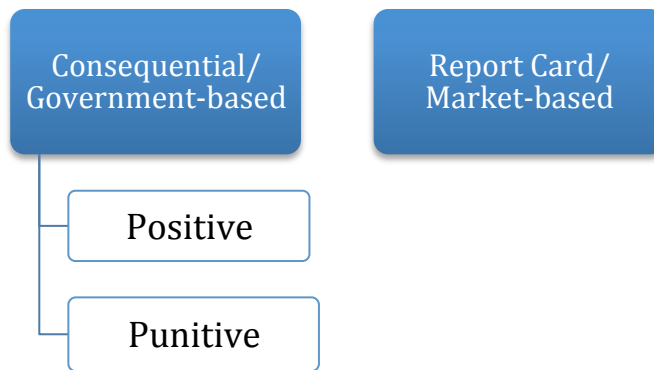 Consequential/
Government-based
Report Card/
Market-based
Positive
Punitive